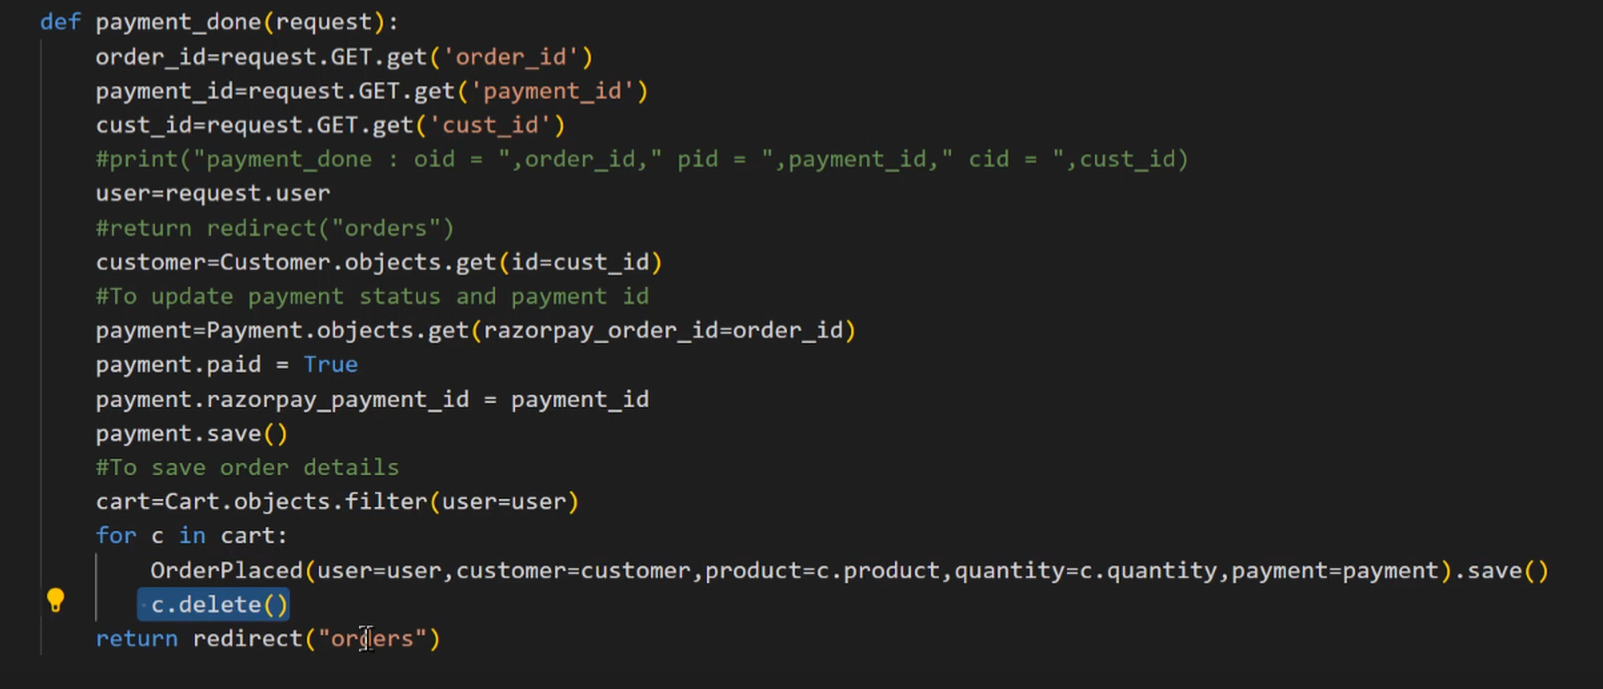 def payment_done(request):
order_id=request.GET.get('order_id')
payment_id=request.GET.get('payment_id')
cust_id=request.GET.get('cust_id')
#print("payment_done : oid = ",order_id," pid = ",payment_id," cid = ",cust_id)
user=request.user
#return redirect("orders")
customer=Customer.objects.get(id=cust_id)
#To update payment status and payment id
payment=Payment.objects.get(razorpay_order_id=order_id)
payment.paid = True
payment.razorpay_payment_id = payment_id
payment.save()
#To save order details
cart=Cart.objects.filter(user=user)
for c in cart:
OrderPlaced(user=user,customer=customer,product=c.product,quantity=c.quantity,payment=payment).save()
c.delete()
return redirect("orders")